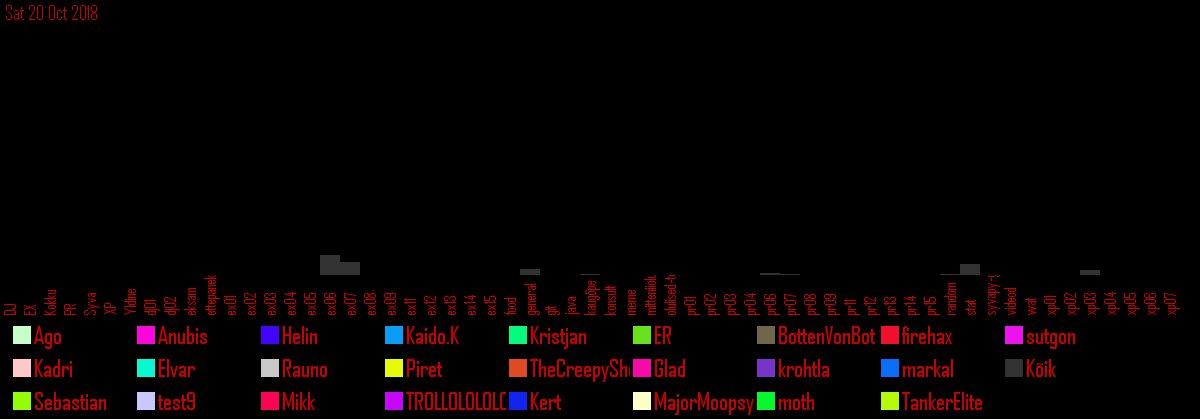 Sat 20 Oct 2018
DJ EX Kokku PR Syva XP Yldine dj01 dj02 eksam ettepanek ex01 ex02 ex03 ex04 ex05 ex06 ex07 ex08 ex09 ex11 ex12 ex13 ex14 ex15 food general git java kaugõpe konsult meme olulised-t pr01 pr02 pr03 pr04 pr06 pr07 pr08 pr09 pr11 pr12 pr13 pr14 pr15 random stat videod wat xp01 xp02 xp03 xp04 xp05 xp06 xp07
Ago Anubis Helin Kaido.K Kristjan ER BottenVonBot firehax sutgon
Kadri Elvar Rauno Piret TheCreepySh Glad krohtla markal Kõik
Sebastian test9 Mikk TROLLOLOLOLO Kert MajorMoopsy moth TankerElite